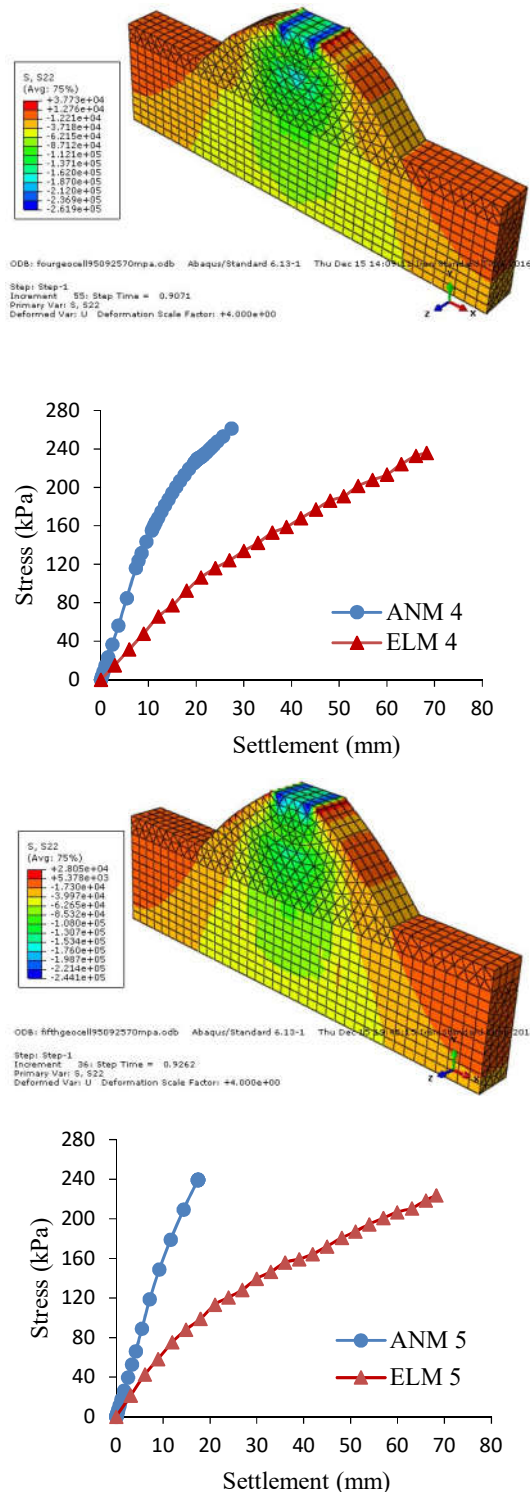 S, S22
(Avg: 75%)
+3.773e+04
+1.276e+04
-1.221e+04
-3.718e+04
-6.215e+04
-8.712e+04
-1.121e+05
-1.371e+05
-1.620e+05
-1.870e+05
-2.120e+05
-2.369e+05
-2.619e+05
ODB: fourgeocell95092570mpa.odb Abaqus/Standard 6.13-1 Thu Dec 15 2016
Step: Step-1
Increment 55: Step Time = 0.9071
Primary Var: S, S22
Deformed Var: U Deformation Scale Factor: +4.000e+00
Y
Z X
280
240
200
160
120
80
40
0
Stress (kPa)
ANM 4
ELM 4
0 10 20 30 40 50 60 70 80
Settlement (mm)
S, S22
(Avg: 75%)
+2.805e+04
+5.378e+03
-1.730e+04
-3.997e+04
-6.265e+04
-8.532e+04
-1.080e+05
-1.307e+05
-1.534e+05
-1.760e+05
-1.987e+05
-2.214e+05
-2.441e+05
ODB: fifthgeocell95092570mpa.odb Abaqus/Standard 6.13-1 Thu Dec
Step: Step-1
Increment 36: Step Time = 0.9262
Primary Var: S, S22
Deformed Var: U Deformation Scale Factor: +4.000e+00
Y
Z X
280
240
200
160
120
80
40
0
Stress (kPa)
ANM 5
ELM 5
0 10 20 30 40 50 60 70 80
Settlement (mm)